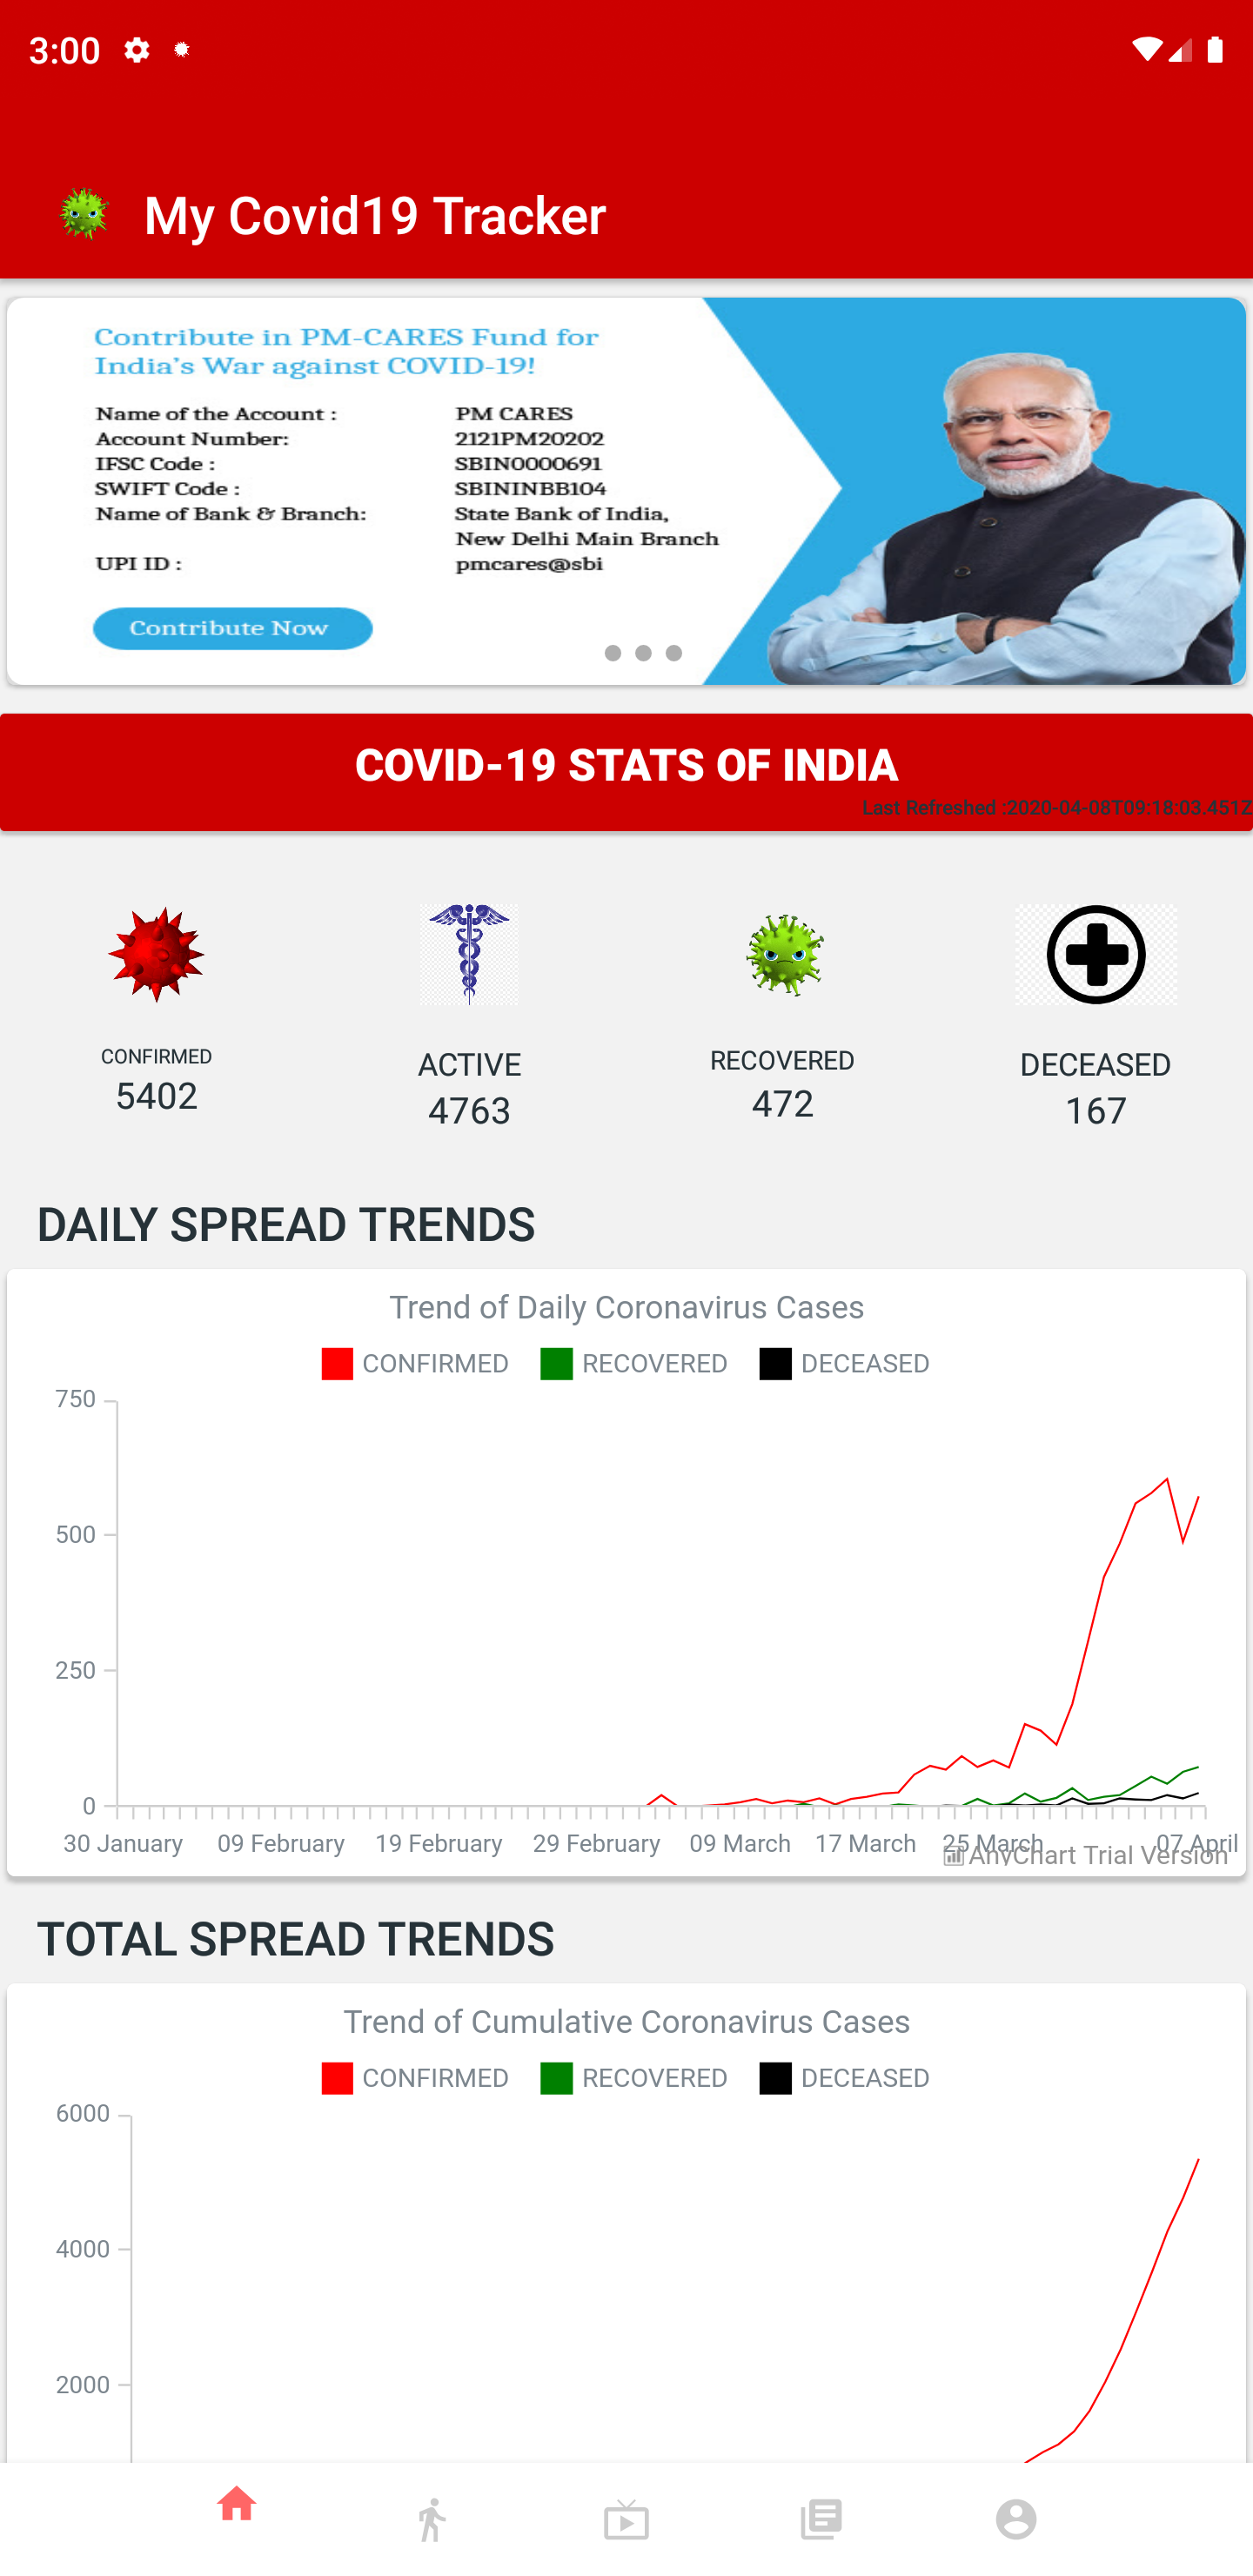 3:00
My Covid19 Tracker
Contribute in PM-CARES Fund for
India's War against COVID-19!
Name of the Account : PM CARES
Account Number: 2121PM20202
IFSC Code : SBIN0000691
SWIFT Code : SBININBB104
Name of Bank & Branch: State Bank of India,
New Delhi Main Branch
UPI ID : pmcares@sbi
Contribute Now
COVID-19 STATS OF INDIA
Last Refreshed :2020-04-08T09:18:03.451Z
CONFIRMED
5402
ACTIVE
4763
RECOVERED
472
DECEASED
167
DAILY SPREAD TRENDS
Trend of Daily Coronavirus Cases
CONFIRMED RECOVERED DECEASED
750
500
250
0
30 January 09 February 19 February 29 February 09 March 17 March 25 March 07 April
AnyChart Trial Version
TOTAL SPREAD TRENDS
Trend of Cumulative Coronavirus Cases
CONFIRMED RECOVERED DECEASED
6000
4000
2000